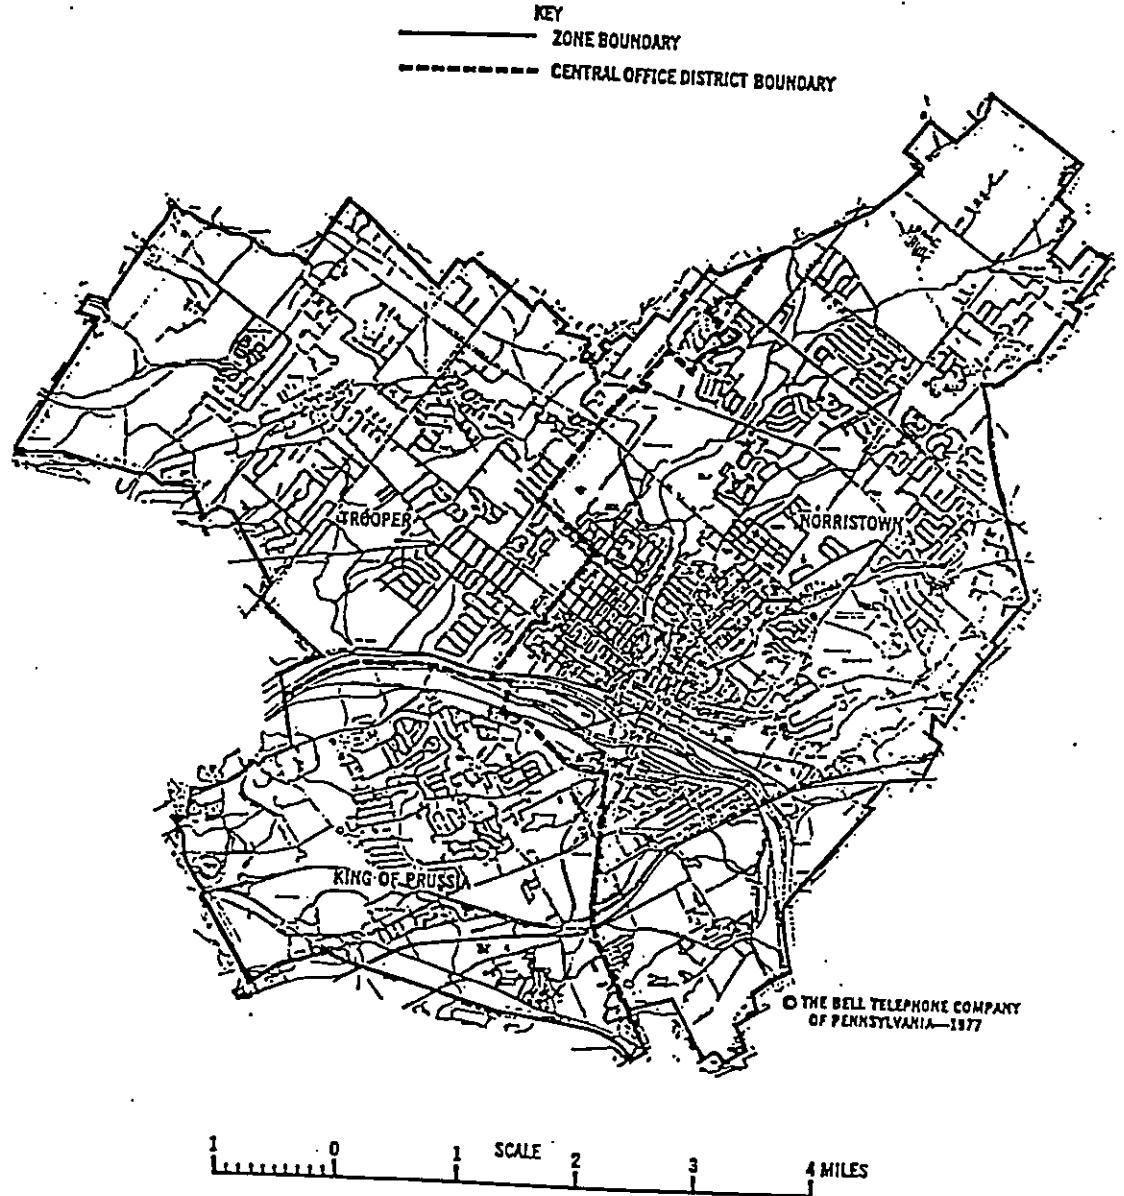 KEY
ZONE BOUNDARY
CENTRAL OFFICE DISTRICT BOUNDARY
TROOPER
NORRISTOWN
KING OF PRUSSIA
© THE BELL TELEPHONE COMPANY
OF PENNSYLVANIA—1977
1 0 1 SCALE 2 3 4 MILES